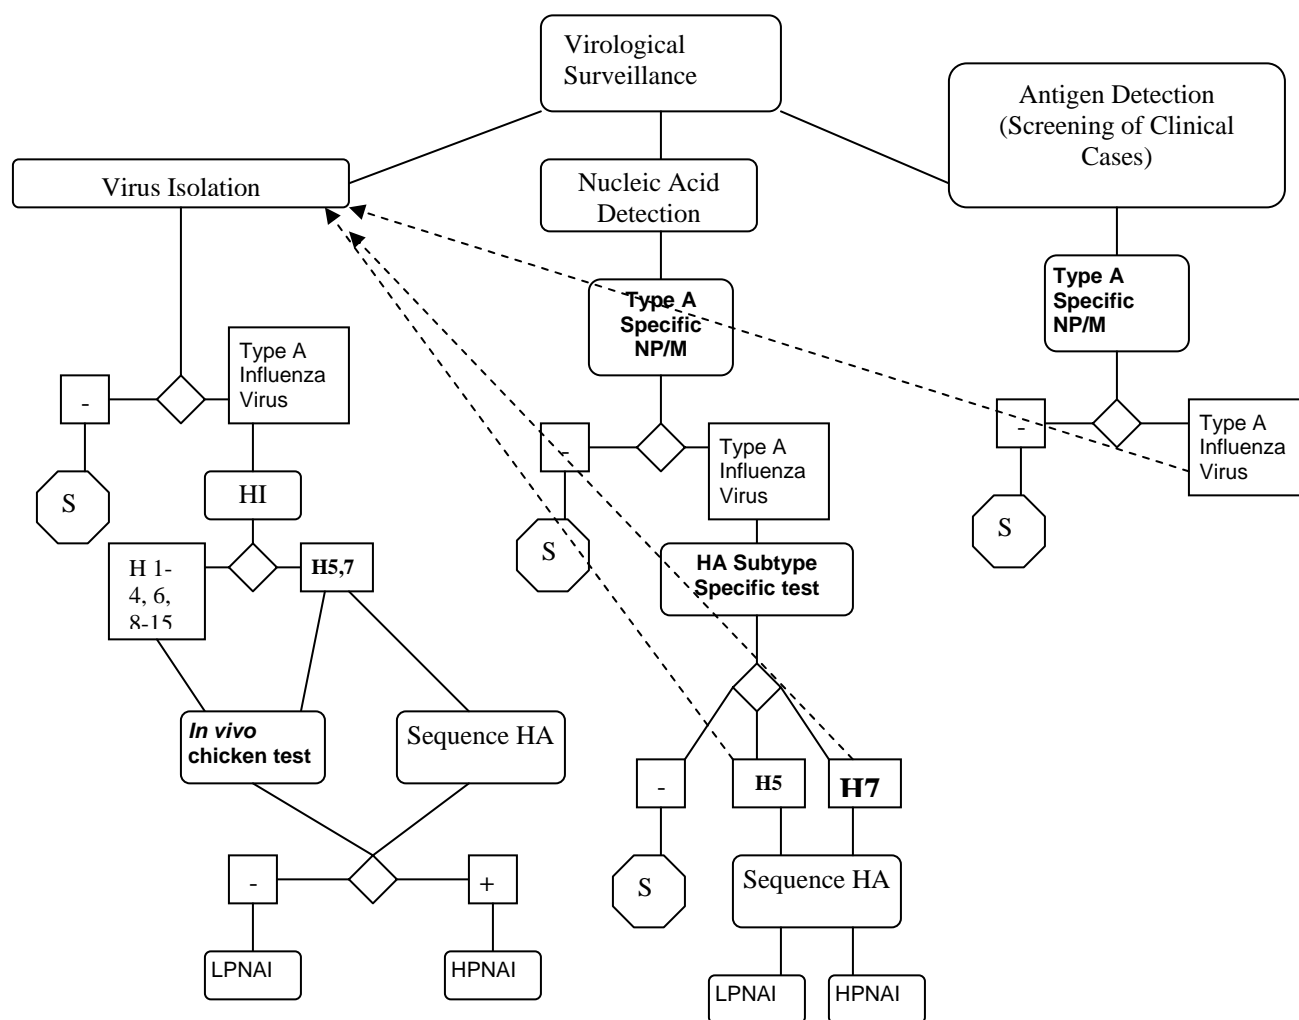 Virological
Surveillance
Antigen Detection
(Screening of Clinical
Cases)
Virus Isolation
Nucleic Acid
Detection
Type A
Specific
NP/M
Type A
Specific
NP/M
Type A
Influenza
Virus
-
S
HI
H 1-
4, 6,
8-15
H5,7
In vivo
chicken test
Sequence HA
-
+
LPNAI
HPNAI
-
Type A
Influenza
Virus
S
HA Subtype
Specific test
-
H5
H7
S
Sequence HA
LPNAI
HPNAI
-
Type A
Influenza
Virus
S